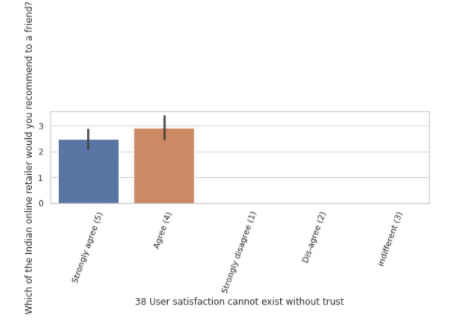 Which of the Indian online retailer would you recommend to a friend?
3
2
1
0
Strongly agree (5)
Agree (4)
Strongly disagree (1)
Dis-agree (2)
indifferent (3)
38 User satisfaction cannot exist without trust